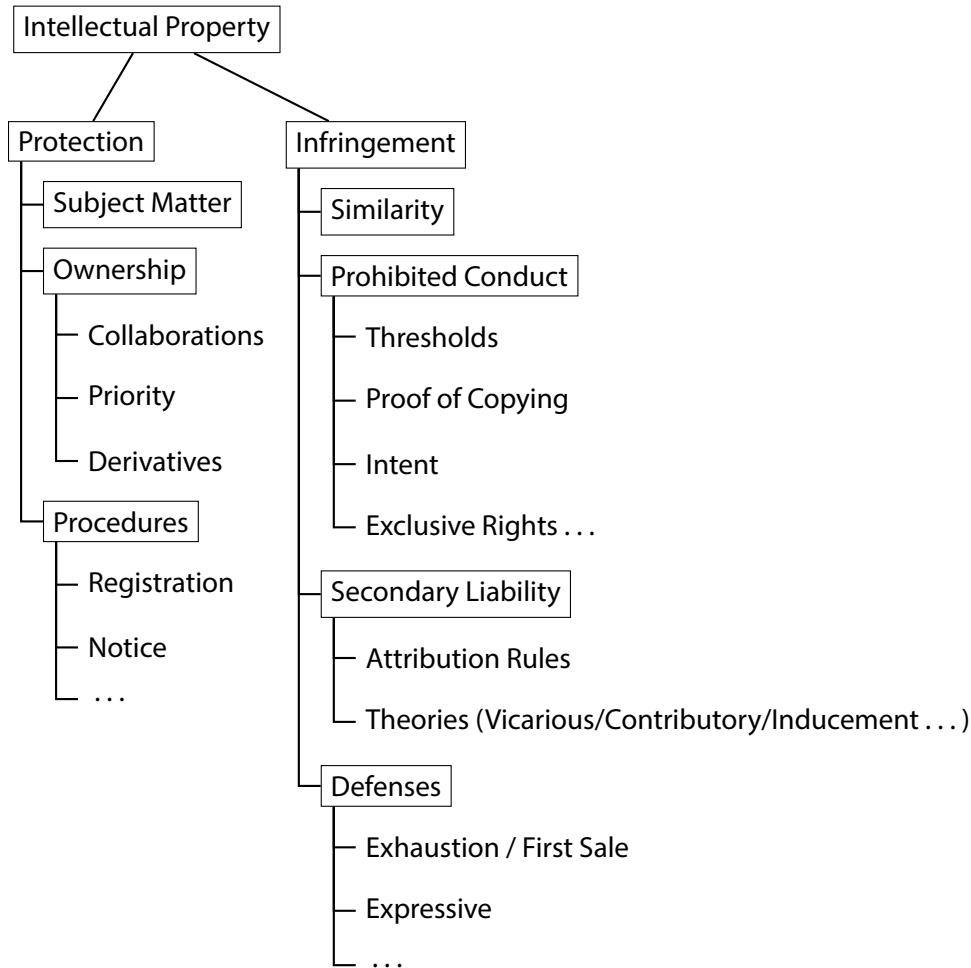 Intellectual Property
Protection
Subject Matter
Ownership
Collaborations
Priority
Derivatives
Procedures
Registration
Notice
...
Infringement
Similarity
Prohibited Conduct
Thresholds
Proof of Copying
Intent
Exclusive Rights ...
Secondary Liability
Attribution Rules
Theories (Vicarious/Contributory/Inducement ...)
Defenses
Exhaustion / First Sale
Expressive
...